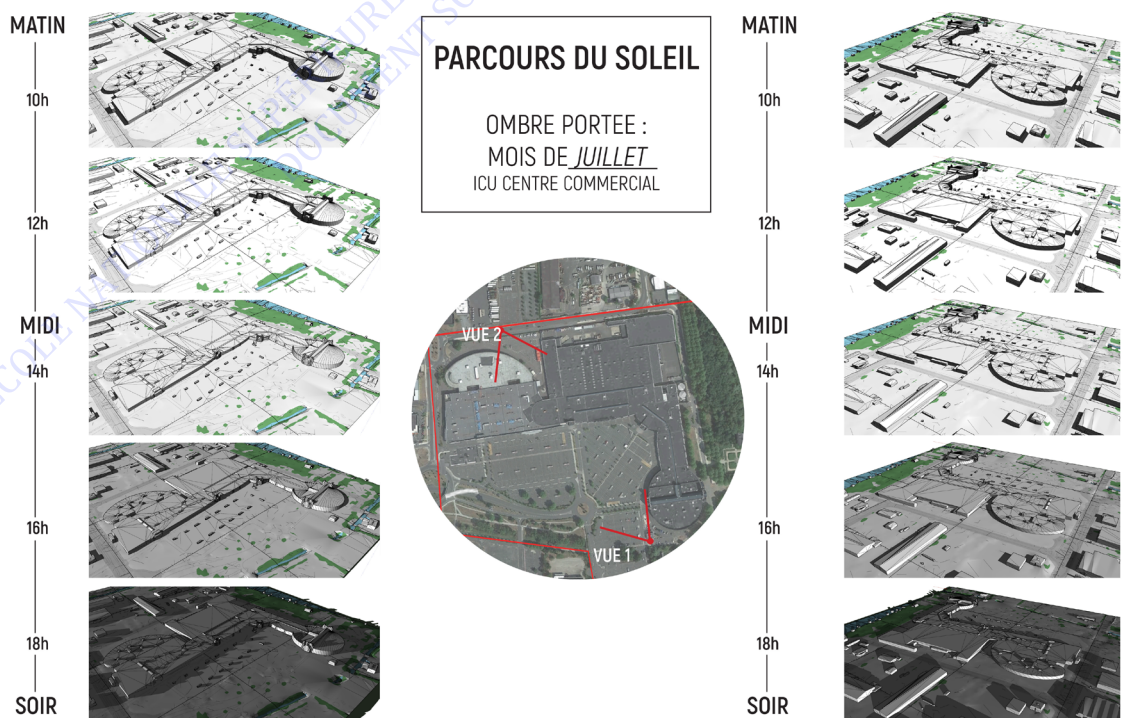 MATIN
10h
12h
MIDI
14h
16h
18h
SOIR
PARCOURS DU SOLEIL
OMBRE PORTEE :
MOIS DE JUILLET
ICU CENTRE COMMERCIAL
VUE 2
VUE 1
MATIN
10h
12h
MIDI
14h
16h
18h
SOIR